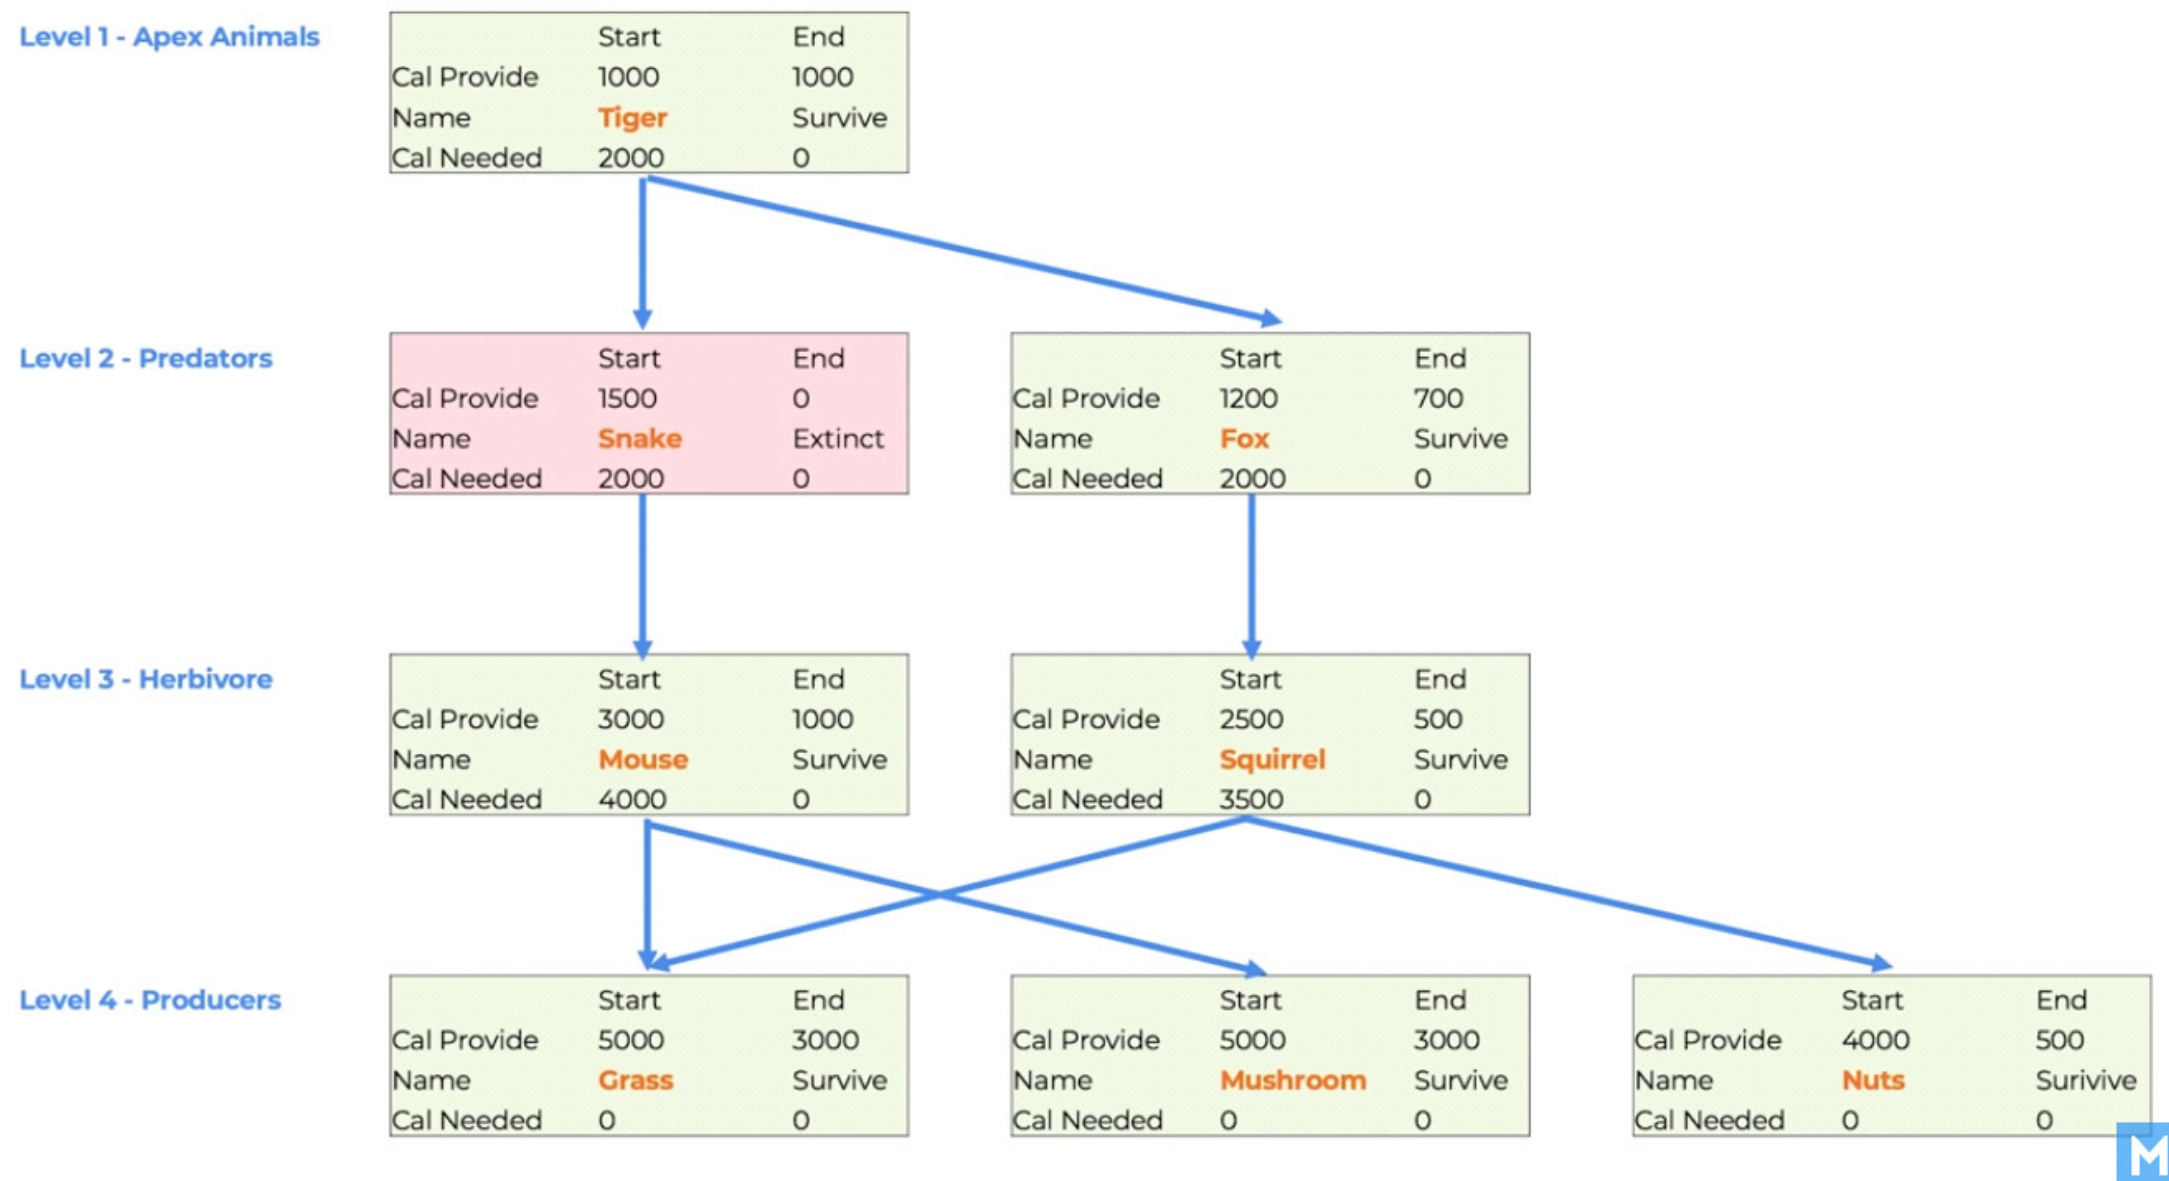 Level 1 - Apex Animals
Start End
Cal Provide 1000 1000
Name Tiger Survive
Cal Needed 2000 0
Level 2 - Predators
Start End
Cal Provide 1500 0
Name Snake Extinct
Cal Needed 2000 0
Start End
Cal Provide 1200 700
Name Fox Survive
Cal Needed 2000 0
Level 3 - Herbivore
Start End
Cal Provide 3000 1000
Name Mouse Survive
Cal Needed 4000 0
Start End
Cal Provide 2500 500
Name Squirrel Survive
Cal Needed 3500 0
Level 4 - Producers
Start End
Cal Provide 5000 3000
Name Grass Survive
Cal Needed 0 0
Start End
Cal Provide 5000 3000
Name Mushroom Survive
Cal Needed 0 0
Start End
Cal Provide 4000 500
Name Nuts Surivive
Cal Needed 0 0
M